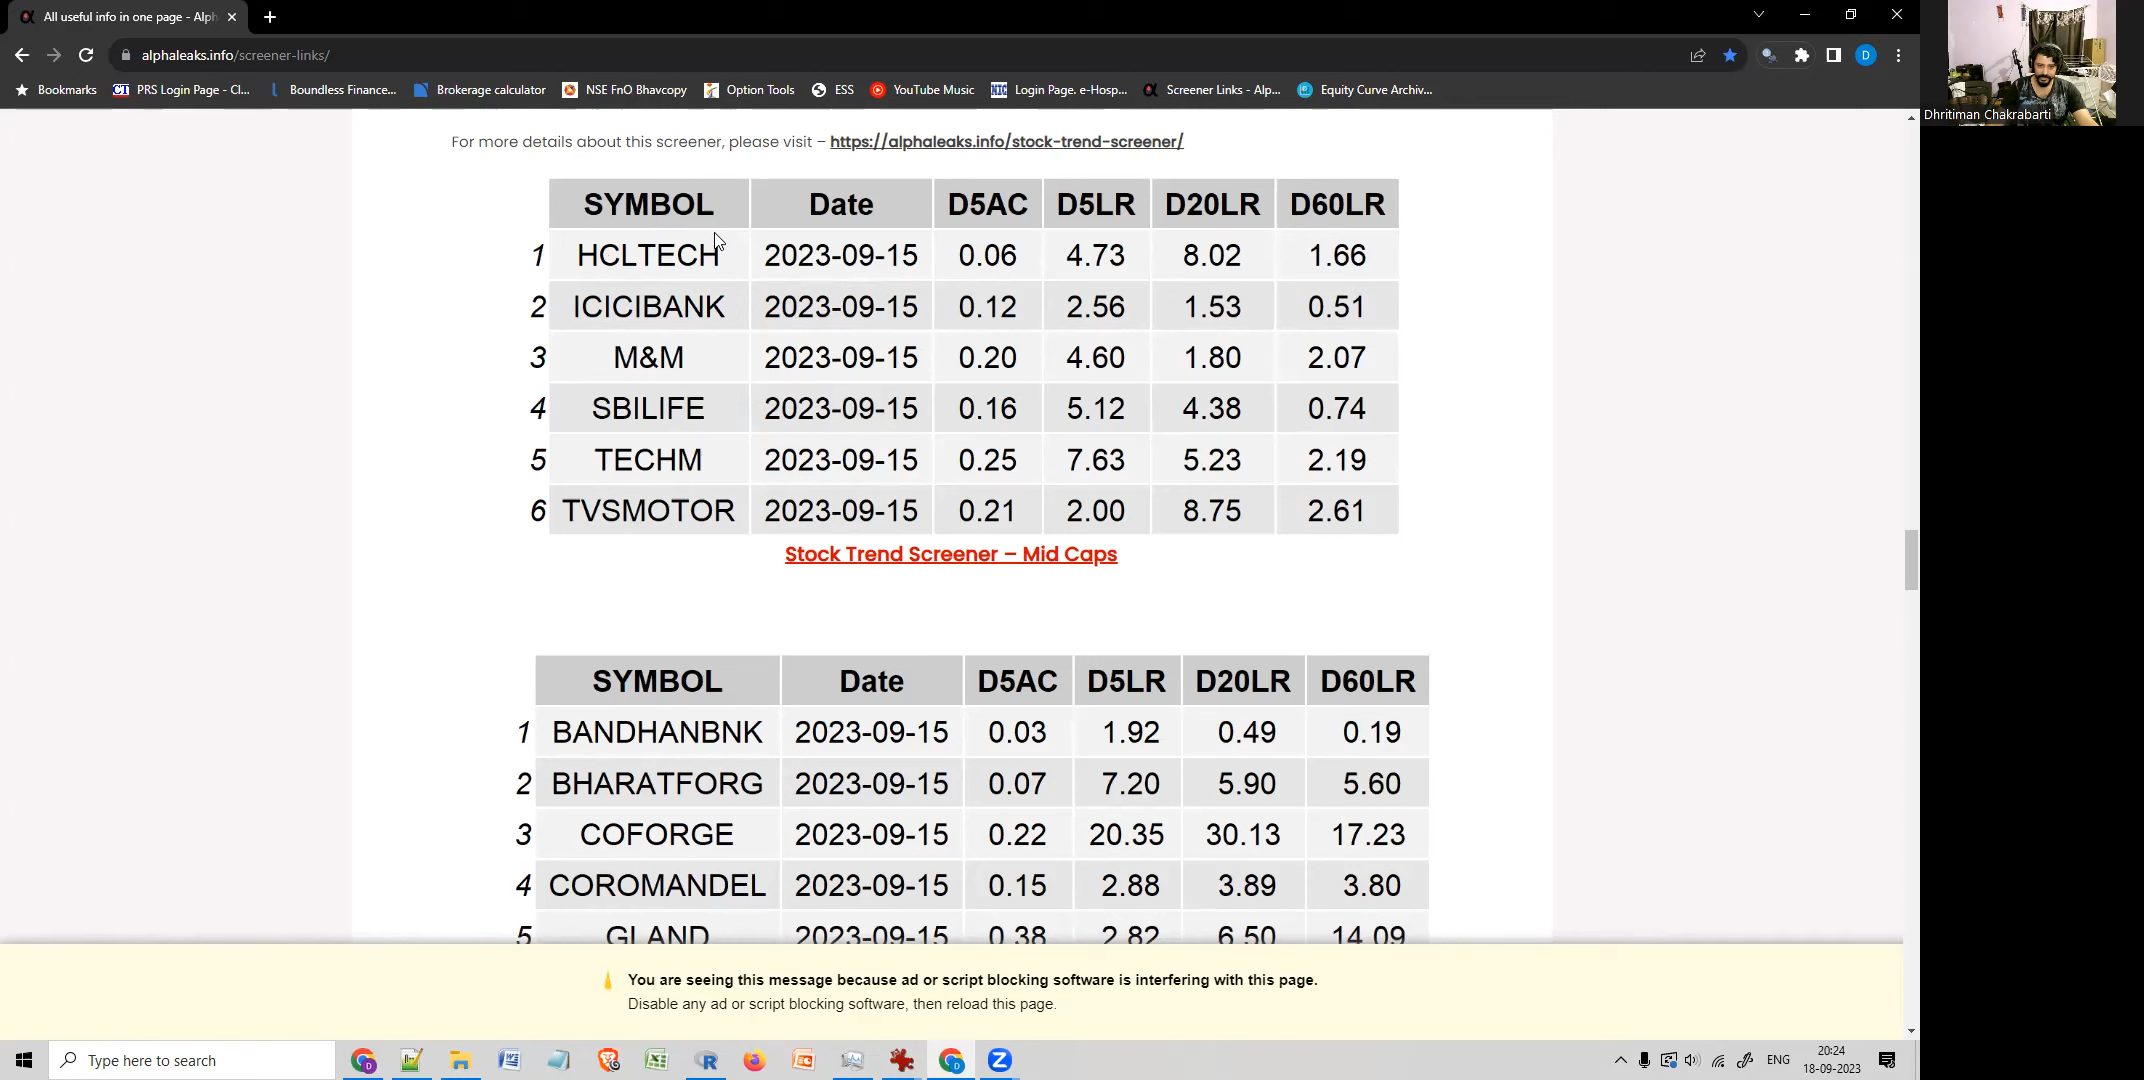 All useful info in one page - Alph
alphaleaks.info/screener-links/
Bookmarks PRS Login Page - Cl... Boundless Finance... Brokerage calculator NSE FnO Bhavcopy Option Tools ESS YouTube Music Login Page. e-Hosp... Screener Links - Alp... Equity Curve Archiv...
Dhritiman Chakrabarti
For more details about this screener, please visit – https://alphaleaks.info/stock-trend-screener/
SYMBOL Date D5AC D5LR D20LR D60LR
1 HCLTECH 2023-09-15 0.06 4.73 8.02 1.66
2 ICICIBANK 2023-09-15 0.12 2.56 1.53 0.51
3 M&M 2023-09-15 0.20 4.60 1.80 2.07
4 SBILIFE 2023-09-15 0.16 5.12 4.38 0.74
5 TECHM 2023-09-15 0.25 7.63 5.23 2.19
6 TVSMOTOR 2023-09-15 0.21 2.00 8.75 2.61
Stock Trend Screener – Mid Caps
SYMBOL Date D5AC D5LR D20LR D60LR
1 BANDHANBNK 2023-09-15 0.03 1.92 0.49 0.19
2 BHARATFORG 2023-09-15 0.07 7.20 5.90 5.60
3 COFORGE 2023-09-15 0.22 20.35 30.13 17.23
4 COROMANDEL 2023-09-15 0.15 2.88 3.89 3.80
5 GLAND 2023-09-15 0.38 2.82 6.50 14.09
You are seeing this message because ad or script blocking software is interfering with this page.
Disable any ad or script blocking software, then reload this page.
Type here to search
ENG
20:24
18-09-2023